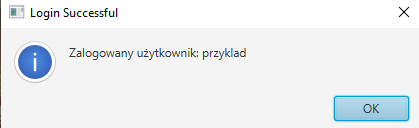 Login Successful
Zalogowany użytkownik: przyklad
OK